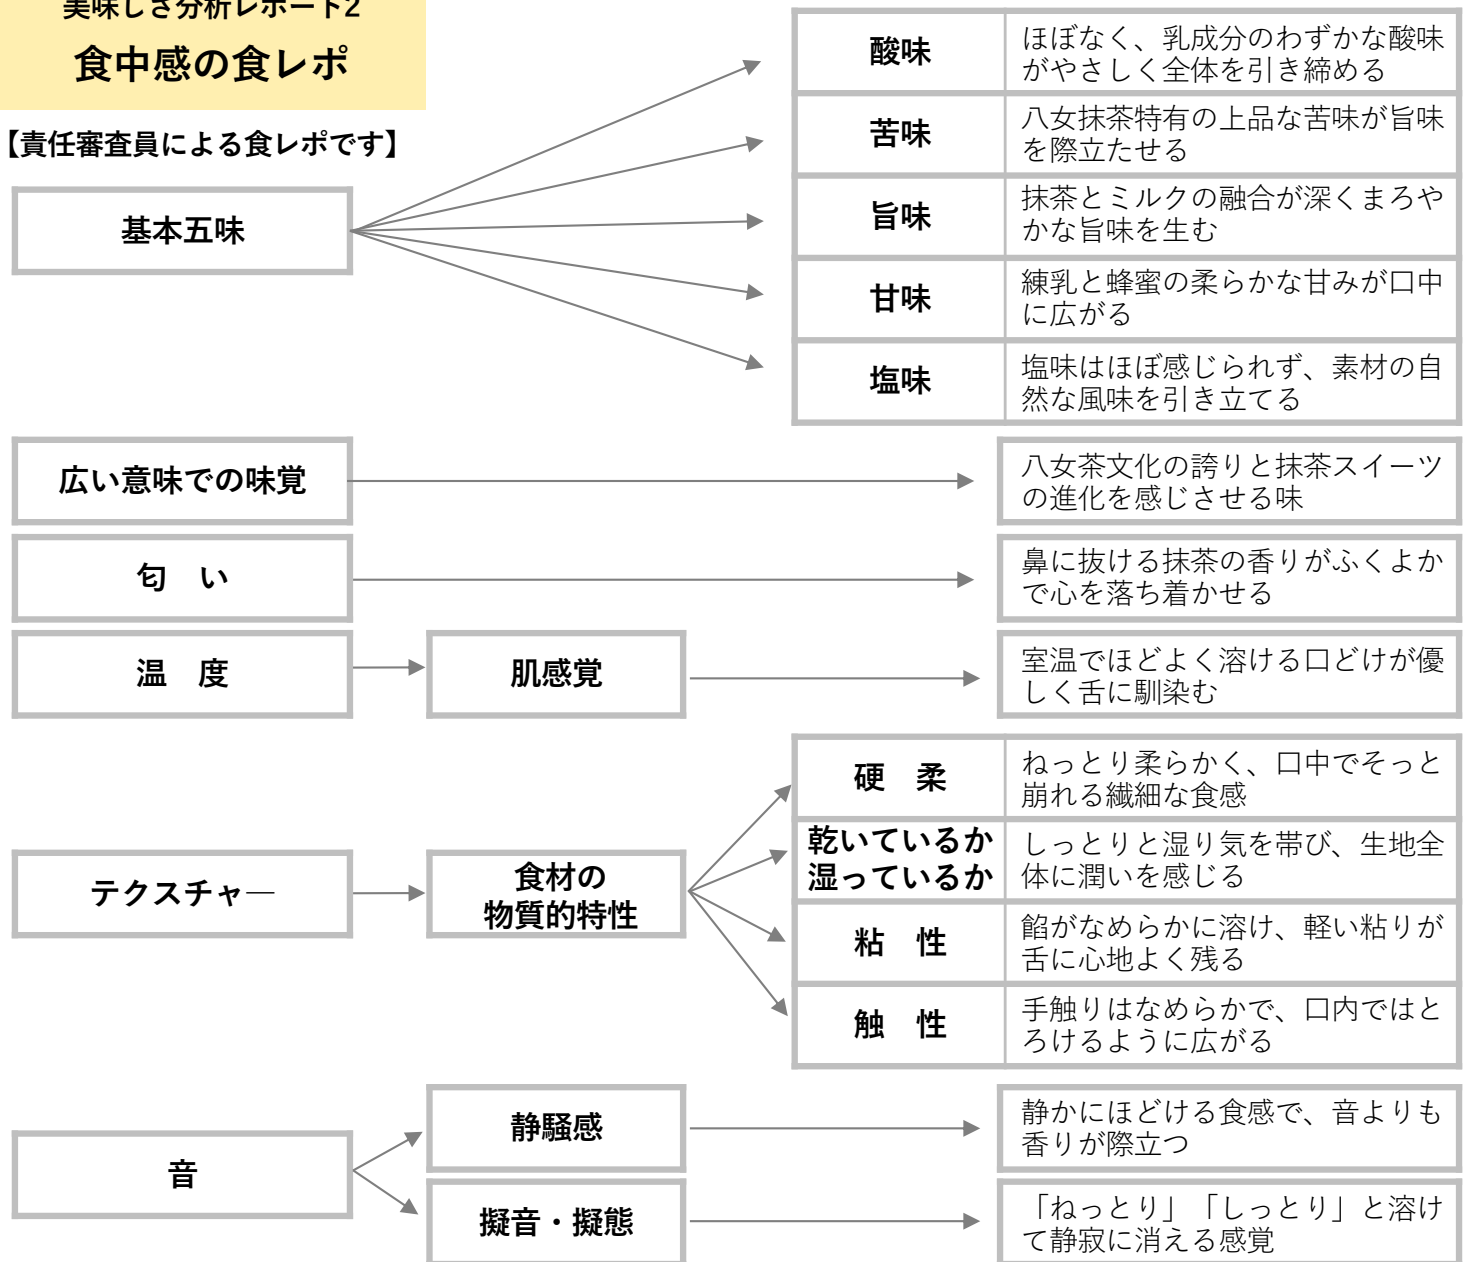 美味しさ分析レポート2
食中感の食レポ
【責任審査員による食レポです】
基本五味
酸味
ほぼなく、乳成分のわずかな酸味
がやさしく全体を引き締める
苦味
八女抹茶特有の上品な苦味が旨味
を際立たせる
旨味
抹茶とミルクの融合が深くまろや
かな旨味を生む
甘味
練乳と蜂蜜の柔らかな甘みが口中
に広がる
塩味
塩味はほぼ感じられず、素材の自
然な風味を引き立てる
広い意味での味覚
八女茶文化の誇りと抹茶スイーツ
の進化を感じさせる味
匂　い
鼻に抜ける抹茶の香りがふくよか
で心を落ち着かせる
温　度
肌感覚
室温でほどよく溶ける口どけが優
しく舌に馴染む
テクスチャ―
食材の
物質的特性
硬　柔
ねっとり柔らかく、口中でそっと
崩れる繊細な食感
乾いているか
湿っているか
しっとりと湿り気を帯び、生地全
体に潤いを感じる
粘　性
餡がなめらかに溶け、軽い粘りが
舌に心地よく残る
触　性
手触りはなめらかで、口内ではと
ろけるように広がる
音
静騒感
静かにほどける食感で、音よりも
香りが際立つ
擬音・擬態
「ねっとり」「しっとり」と溶け
て静寂に消える感覚